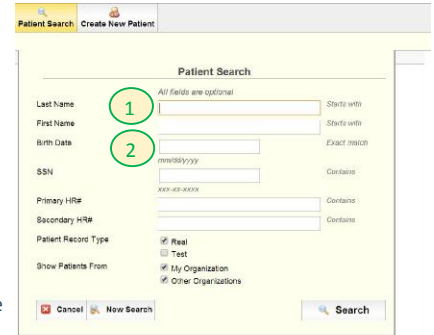 Patient Search Create New Patient
Patient Search
All fields are optional
Last Name 1 Starts with
First Name Starts with
Birth Date 2 Exact match
mm/dd/yyyy
SSN Contains
xxx-xx-xxxx
Primary HR# Contains
Secondary HR# Contains
Patient Record Type Real
Test
Show Patients From My Organization
Other Organizations
e
Cancel New Search Search